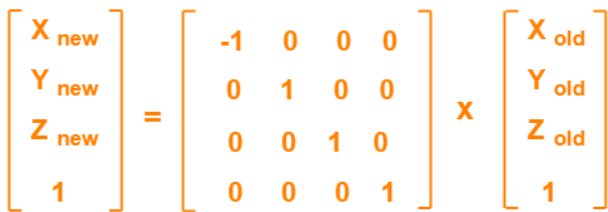 X new -1 0 0 0 X old
Y new 0 1 0 0 Y old
= x
Z new 0 0 1 0 Z old
1 0 0 0 1 1